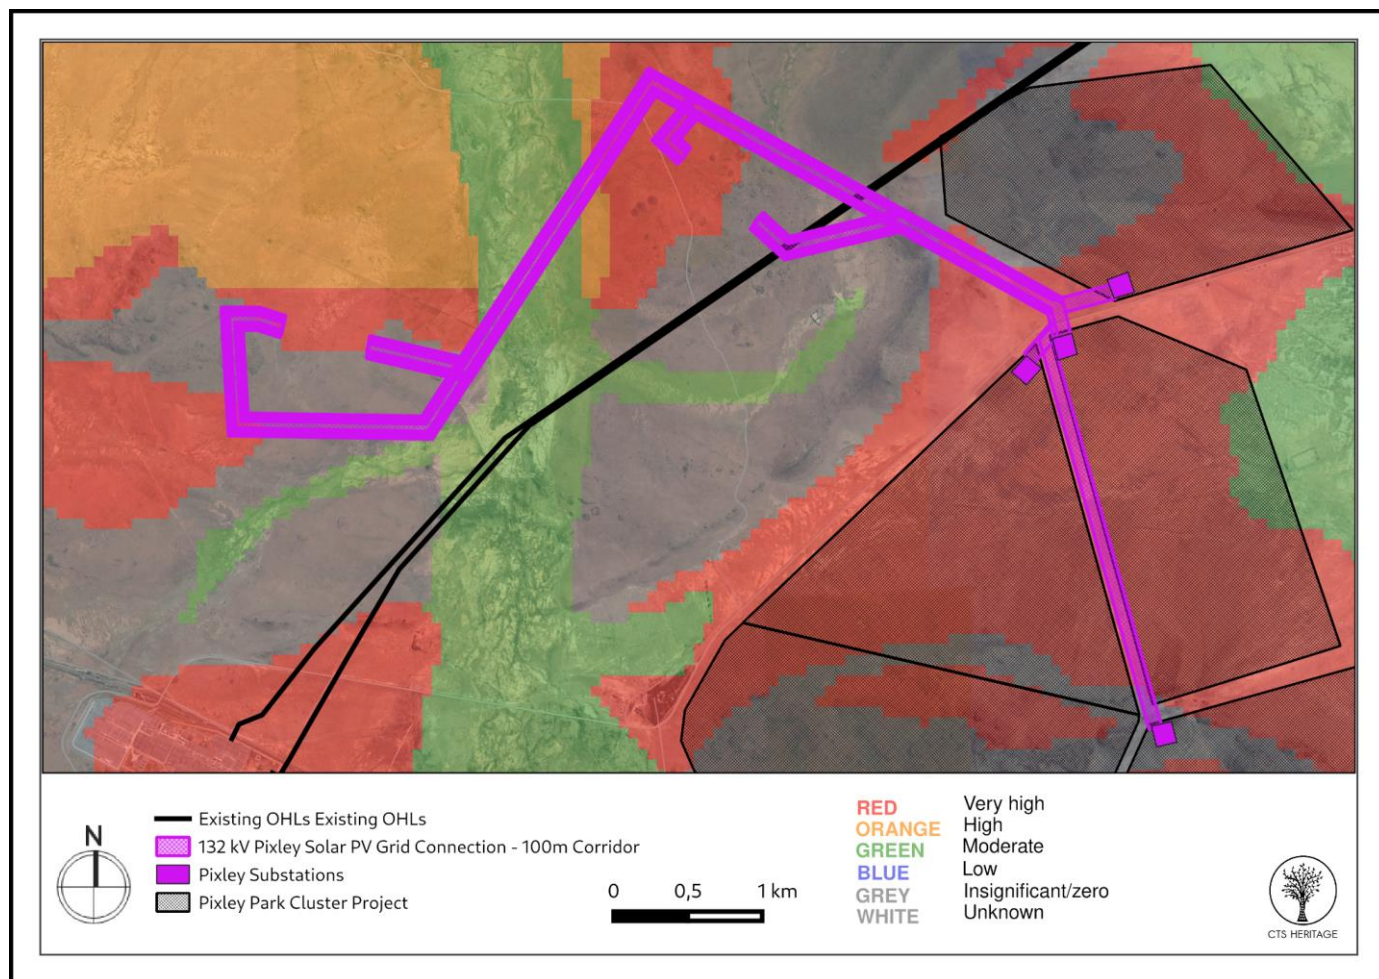 N
Existing OHLs Existing OHLs
132 kV Pixley Solar PV Grid Connection - 100m Corridor
Pixley Substations
Pixley Park Cluster Project
0 0,5 1 km
RED Very high
ORANGE High
GREEN Moderate
BLUE Low
GREY Insignificant/zero
WHITE Unknown
CTS HERITAGE